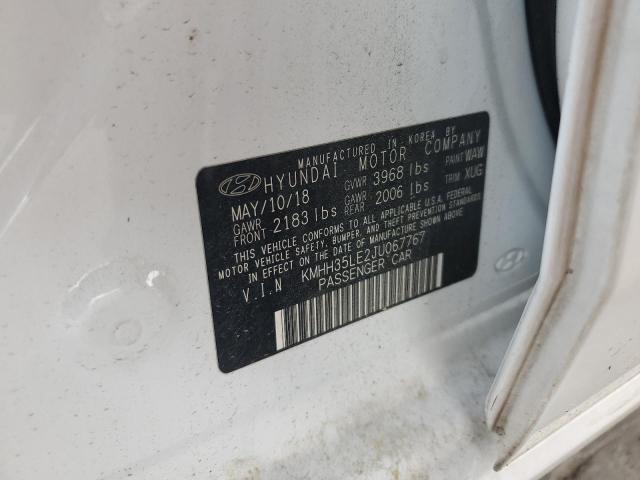 MANUFACTURED IN KOREA BY
HYUNDAI MOTOR COMPANY
MAY/10/18 GVWR 3968 lbs PAINT WAW
GAWR FRONT 2183 lbs GAWR REAR 2006 lbs TRIM XUG
THIS VEHICLE CONFORMS TO ALL APPLICABLE U.S.A. FEDERAL
MOTOR VEHICLE SAFETY, BUMPER, AND THEFT PREVENTION STANDARDS
IN EFFECT ON THE DATE OF MANUFACTURE SHOWN ABOVE.
V.I.N KMHH35LE2JU067767
PASSENGER CAR